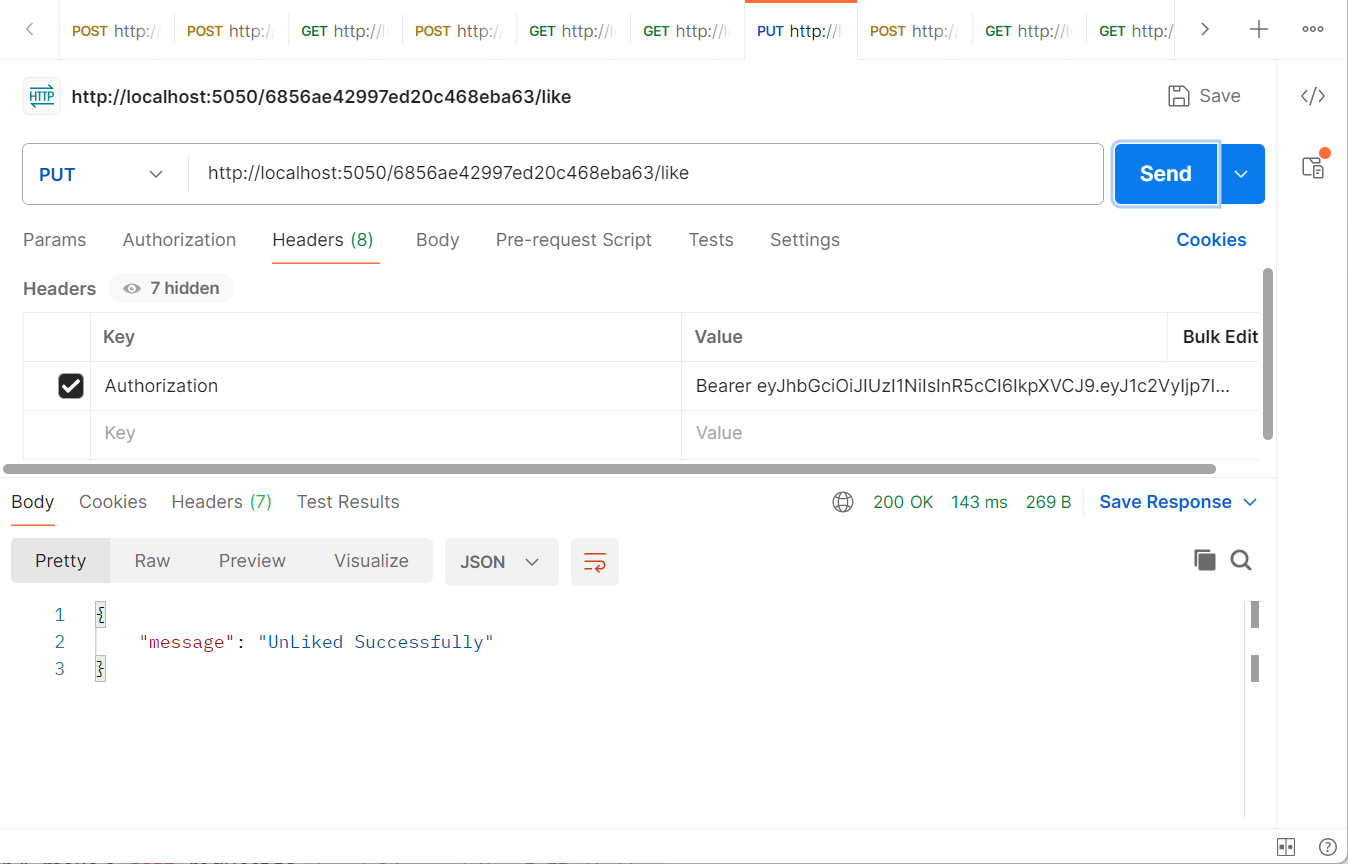 POST http:// POST http:// GET http://l POST http:// GET http://l GET http://l PUT http://l POST http:// GET http://l GET http:/
HTTP http://localhost:5050/6856ae42997ed20c468eba63/like Save
PUT http://localhost:5050/6856ae42997ed20c468eba63/like Send
Params Authorization Headers (8) Body Pre-request Script Tests Settings Cookies
Headers 7 hidden
Key Value Bulk Edit
Authorization Bearer eyJhbGciOiJIUzI1NiIsInR5cCI6IkpXVCJ9.eyJ1c2VyIjp7I...
Key Value
Body Cookies Headers (7) Test Results 200 OK 143 ms 269 B Save Response
Pretty Raw Preview Visualize JSON
1 {
2 "message": "UnLiked Successfully"
3 }